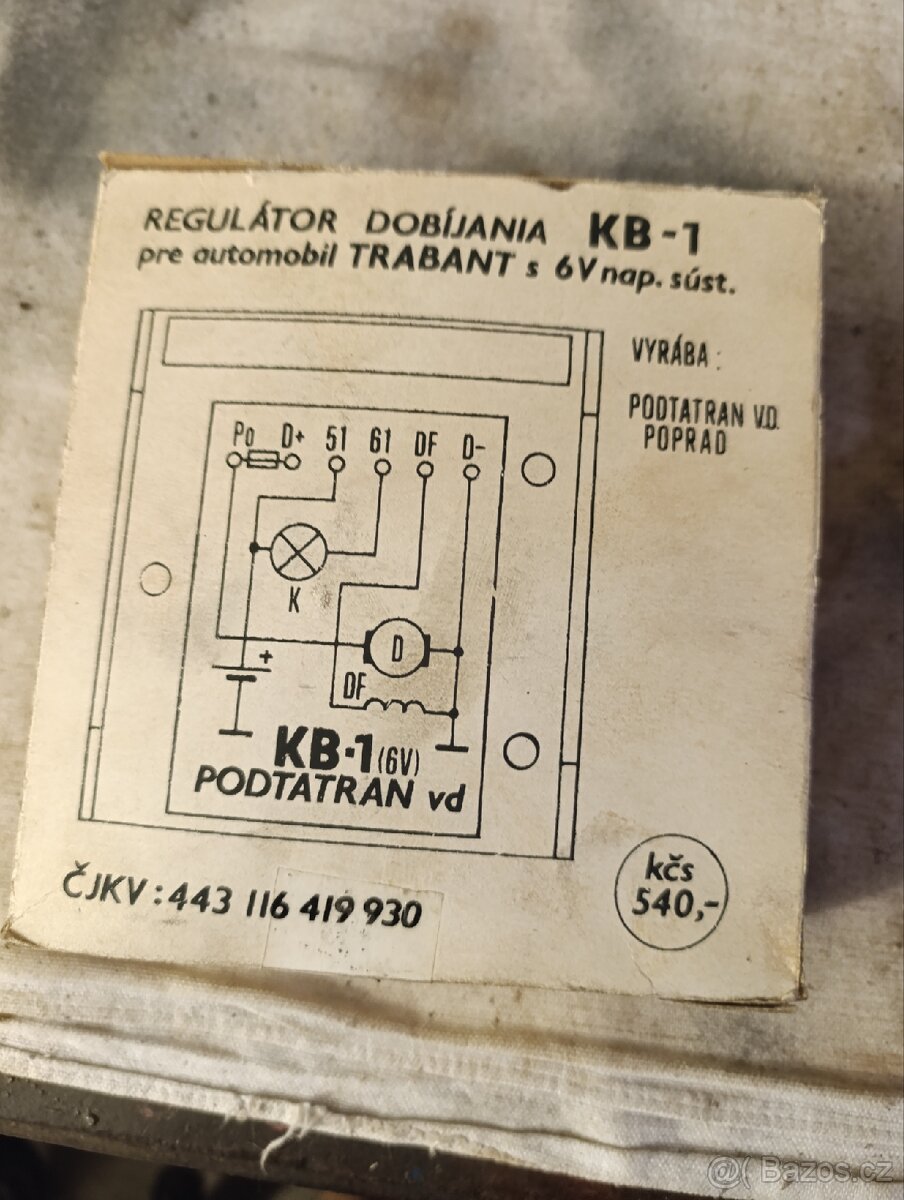 REGULÁTOR DOBÍJANIA KB-1
pre automobil TRABANT s 6V nap. súst.
VYRÁBA:
PODTATRAN V.D.
POPRAD
Po D+ 51 61 DF D-
K
D
+
DF
KB-1 (6V)
PODTATRAN vd
ČJKV: 443 116 419 930
kčs
540,-
@( Bazos.cz